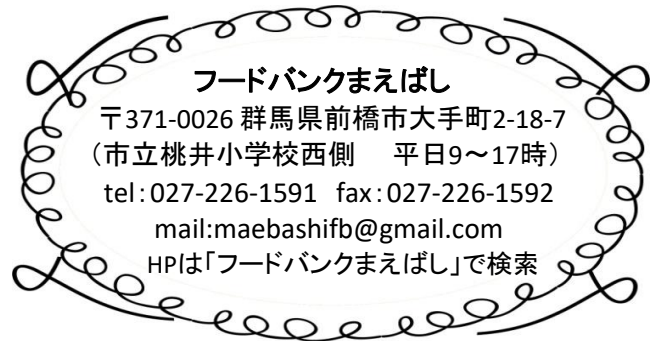 フードバンクまえばし
〒371-0026 群馬県前橋市大手町2-18-7
（市立桃井小学校西側　平日9～17時）
tel：027-226-1591 fax：027-226-1592
mail:maebashifb@gmail.com
HPは「フードバンクまえばし」で検索